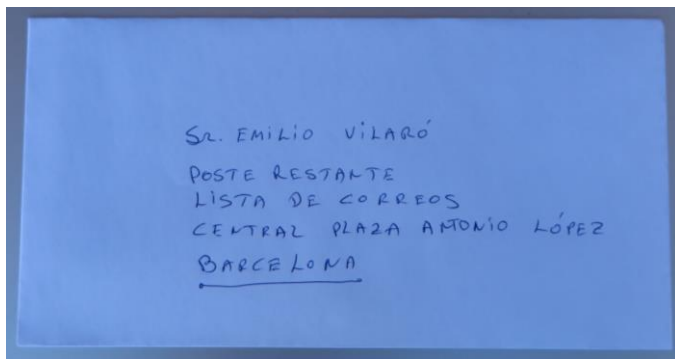 Sr. EMILIO VILARÓ
POSTE RESTANTE
LISTA DE CORREOS
CENTRAL PLAZA ANTONIO LÓPEZ
BARCELONA